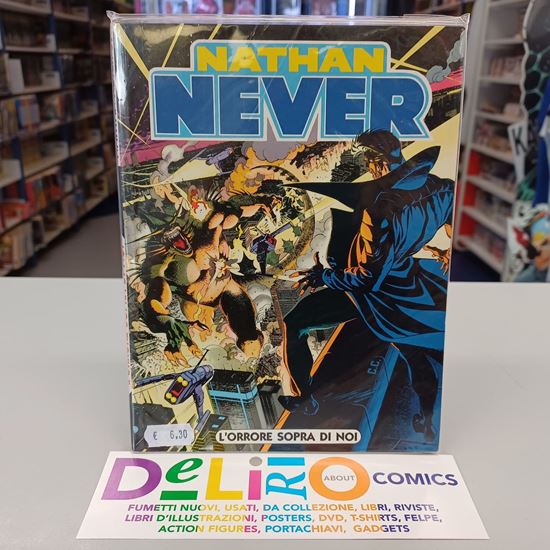 NATHAN
NEVER
C.C.
€ 6,30
L'ORRORE SOPRA DI NOI
DeLiRiO ABOUT COMICS
FUMETTI NUOVI, USATI, DA COLLEZIONE, LIBRI, RIVISTE,
LIBRI D'ILLUSTRAZIONI, POSTERS, DVD, T-SHIRTS, FELPE,
ACTION FIGURES, PORTACHIAVI, GADGETS